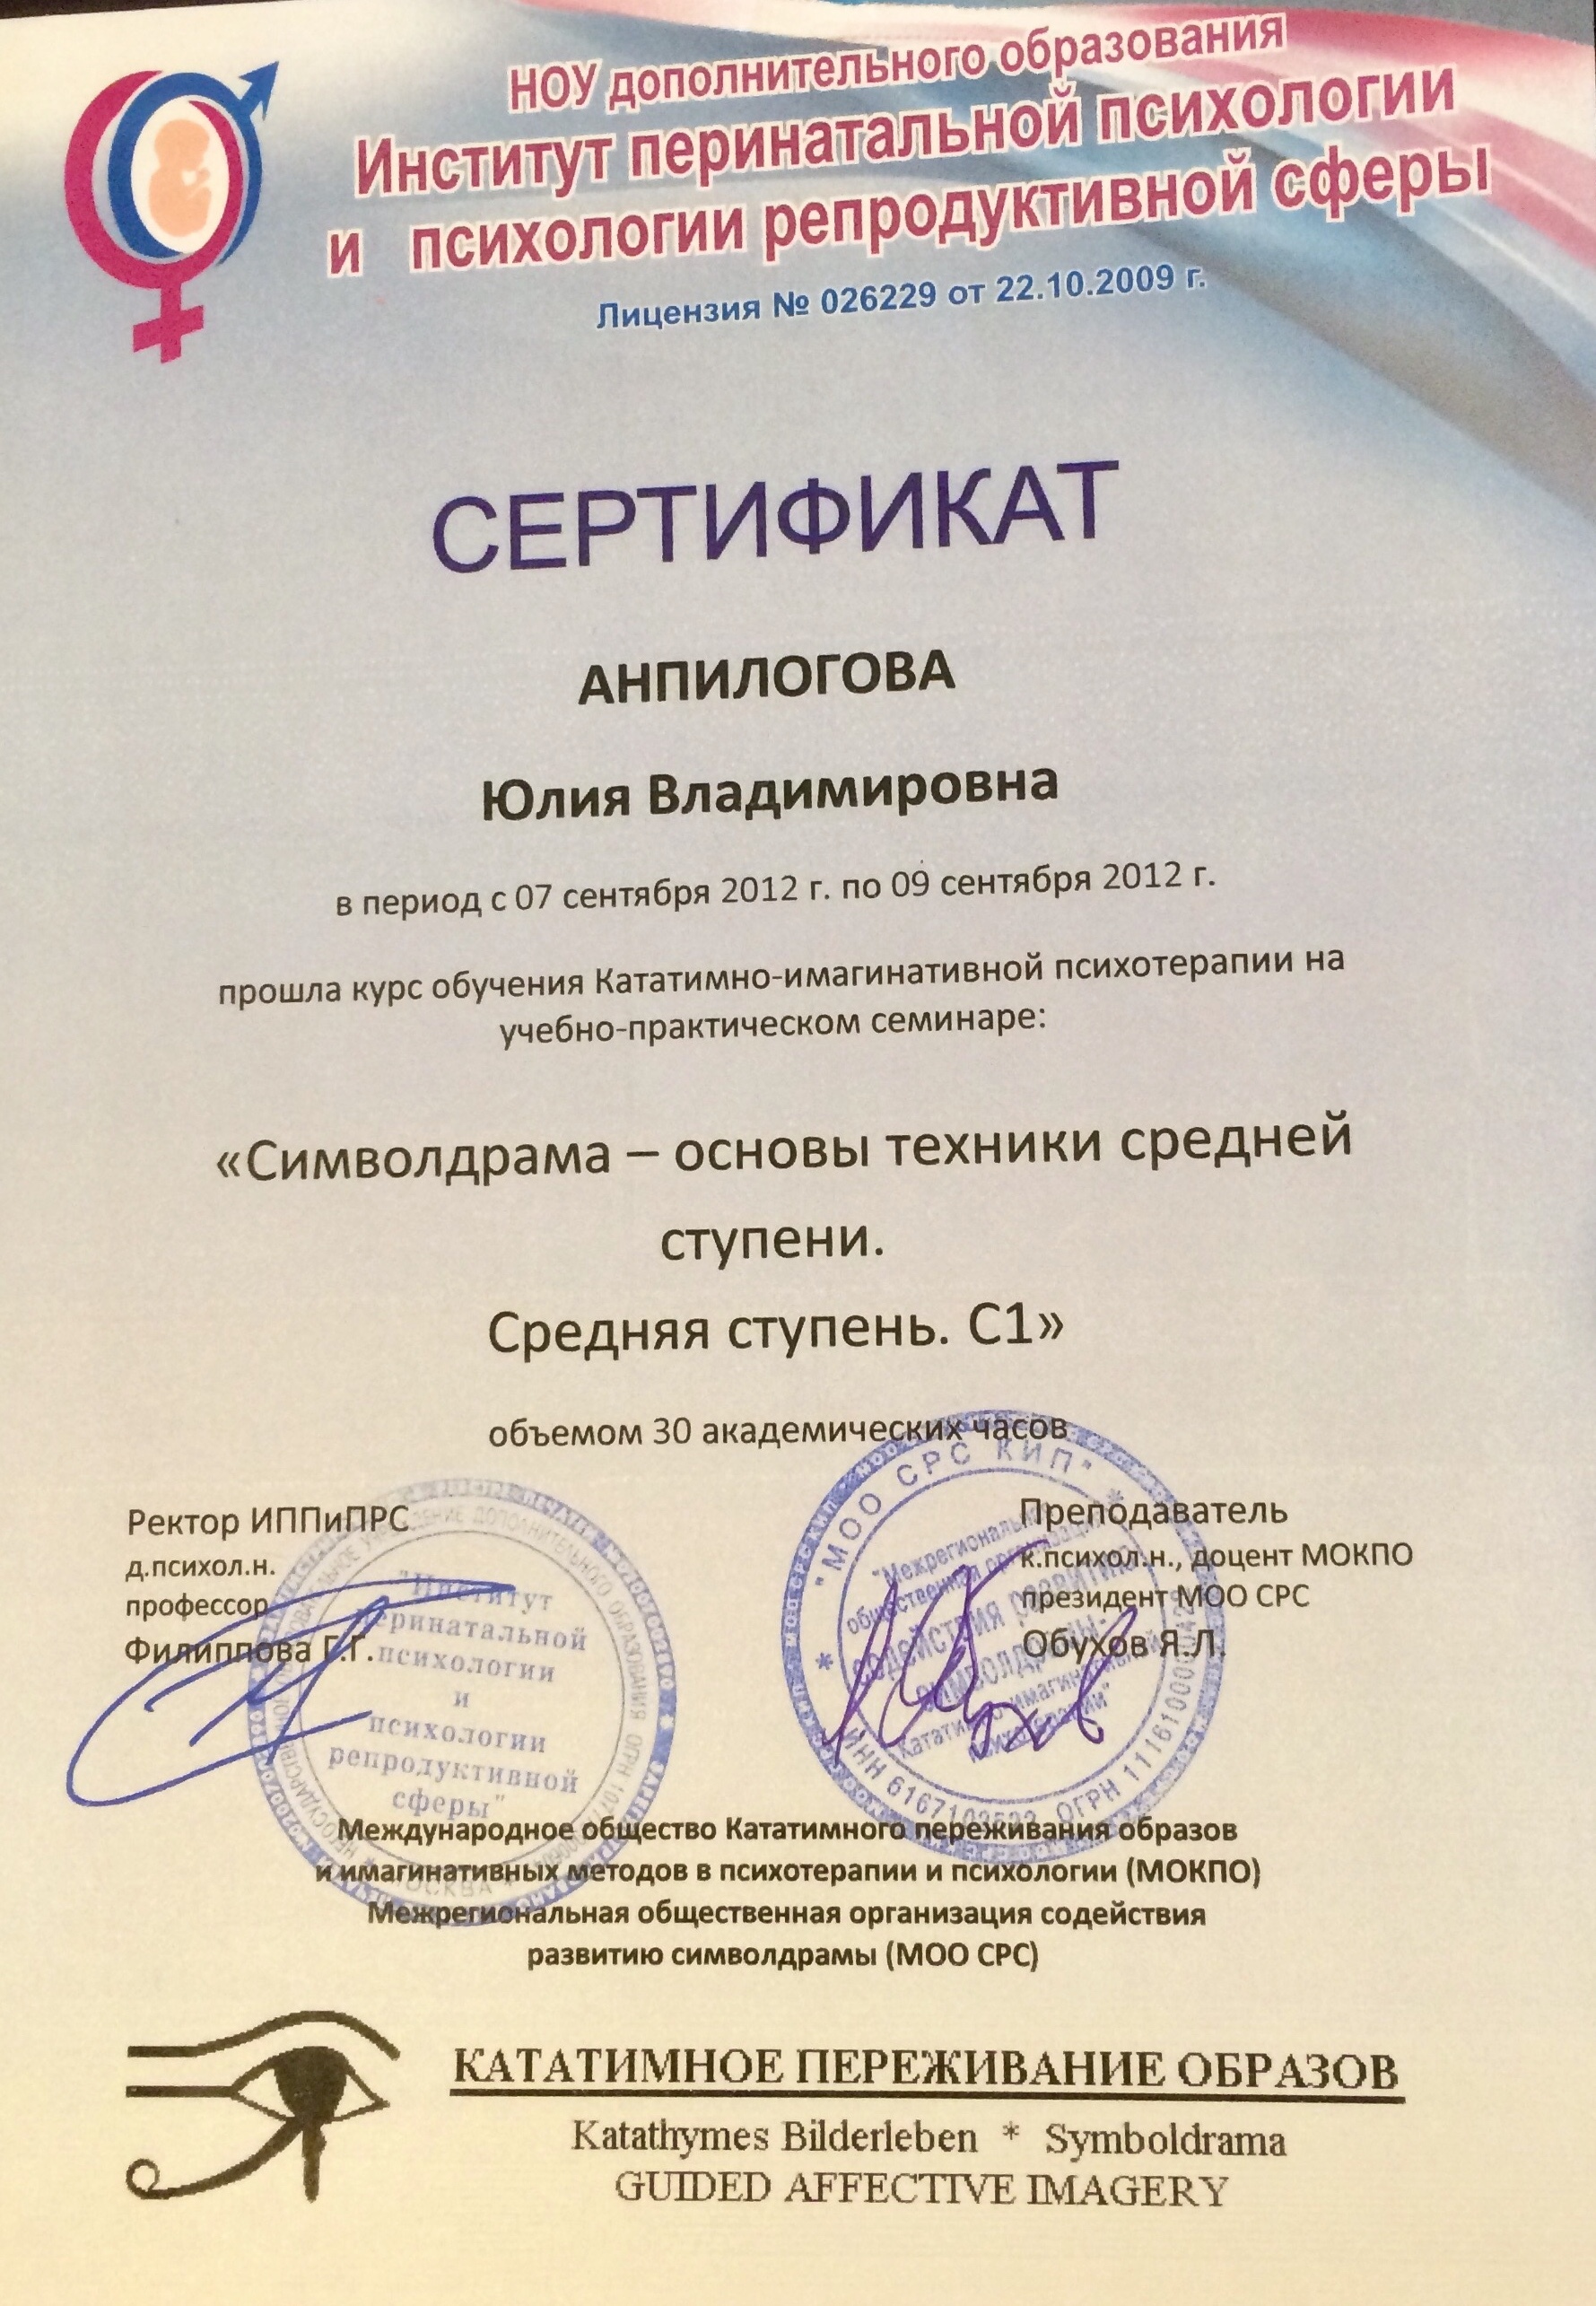 НОУ дополнительного образования
Институт перинатальной психологии
и психологии репродуктивной сферы
Лицензия № 026229 от 22.10.2009 г.
СЕРТИФИКАТ
АНПИЛОГОВА
Юлия Владимировна
в период с 07 сентября 2012 г. по 09 сентября 2012 г.
прошла курс обучения Кататимно-имагинативной психотерапии на
учебно-практическом семинаре:
«Символдрама – основы техники средней
ступени.
Средняя ступень. С1»
объемом 30 академических часов
Ректор ИППиПРС
д.психол.н.
профессор
Филиппова Г.Г.
Преподаватель
к.психол.н., доцент МОКПО
президент МОО СРС
Обухов Я.Л.
"Институт
перинатальной
психологии
и
психологии
репродуктивной
сферы"
"МОО СРС КИП"
"Межрегиональная
общественная организация
содействия развитию
символдрамы-
Кататимно-имагинативной
психотерапии"
Международное общество Кататимного переживания образов
и имагинативных методов в психотерапии и психологии (МОКПО)
Межрегиональная общественная организация содействия
развитию символдрамы (МОО СРС)
КАТАТИМНОЕ ПЕРЕЖИВАНИЕ ОБРАЗОВ
Katathymes Bilderleben * Symboldrama
GUIDED AFFECTIVE IMAGERY